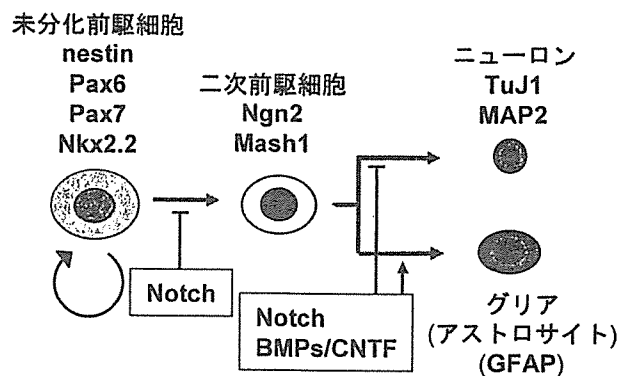 未分化前駆細胞
nestin
Pax6
Pax7
Nkx2.2
二次前駆細胞
Ngn2
Mash1
ニューロン
TuJ1
MAP2
Notch
Notch
BMPs/CNTF
グリア
(アストロサイト)
(GFAP)